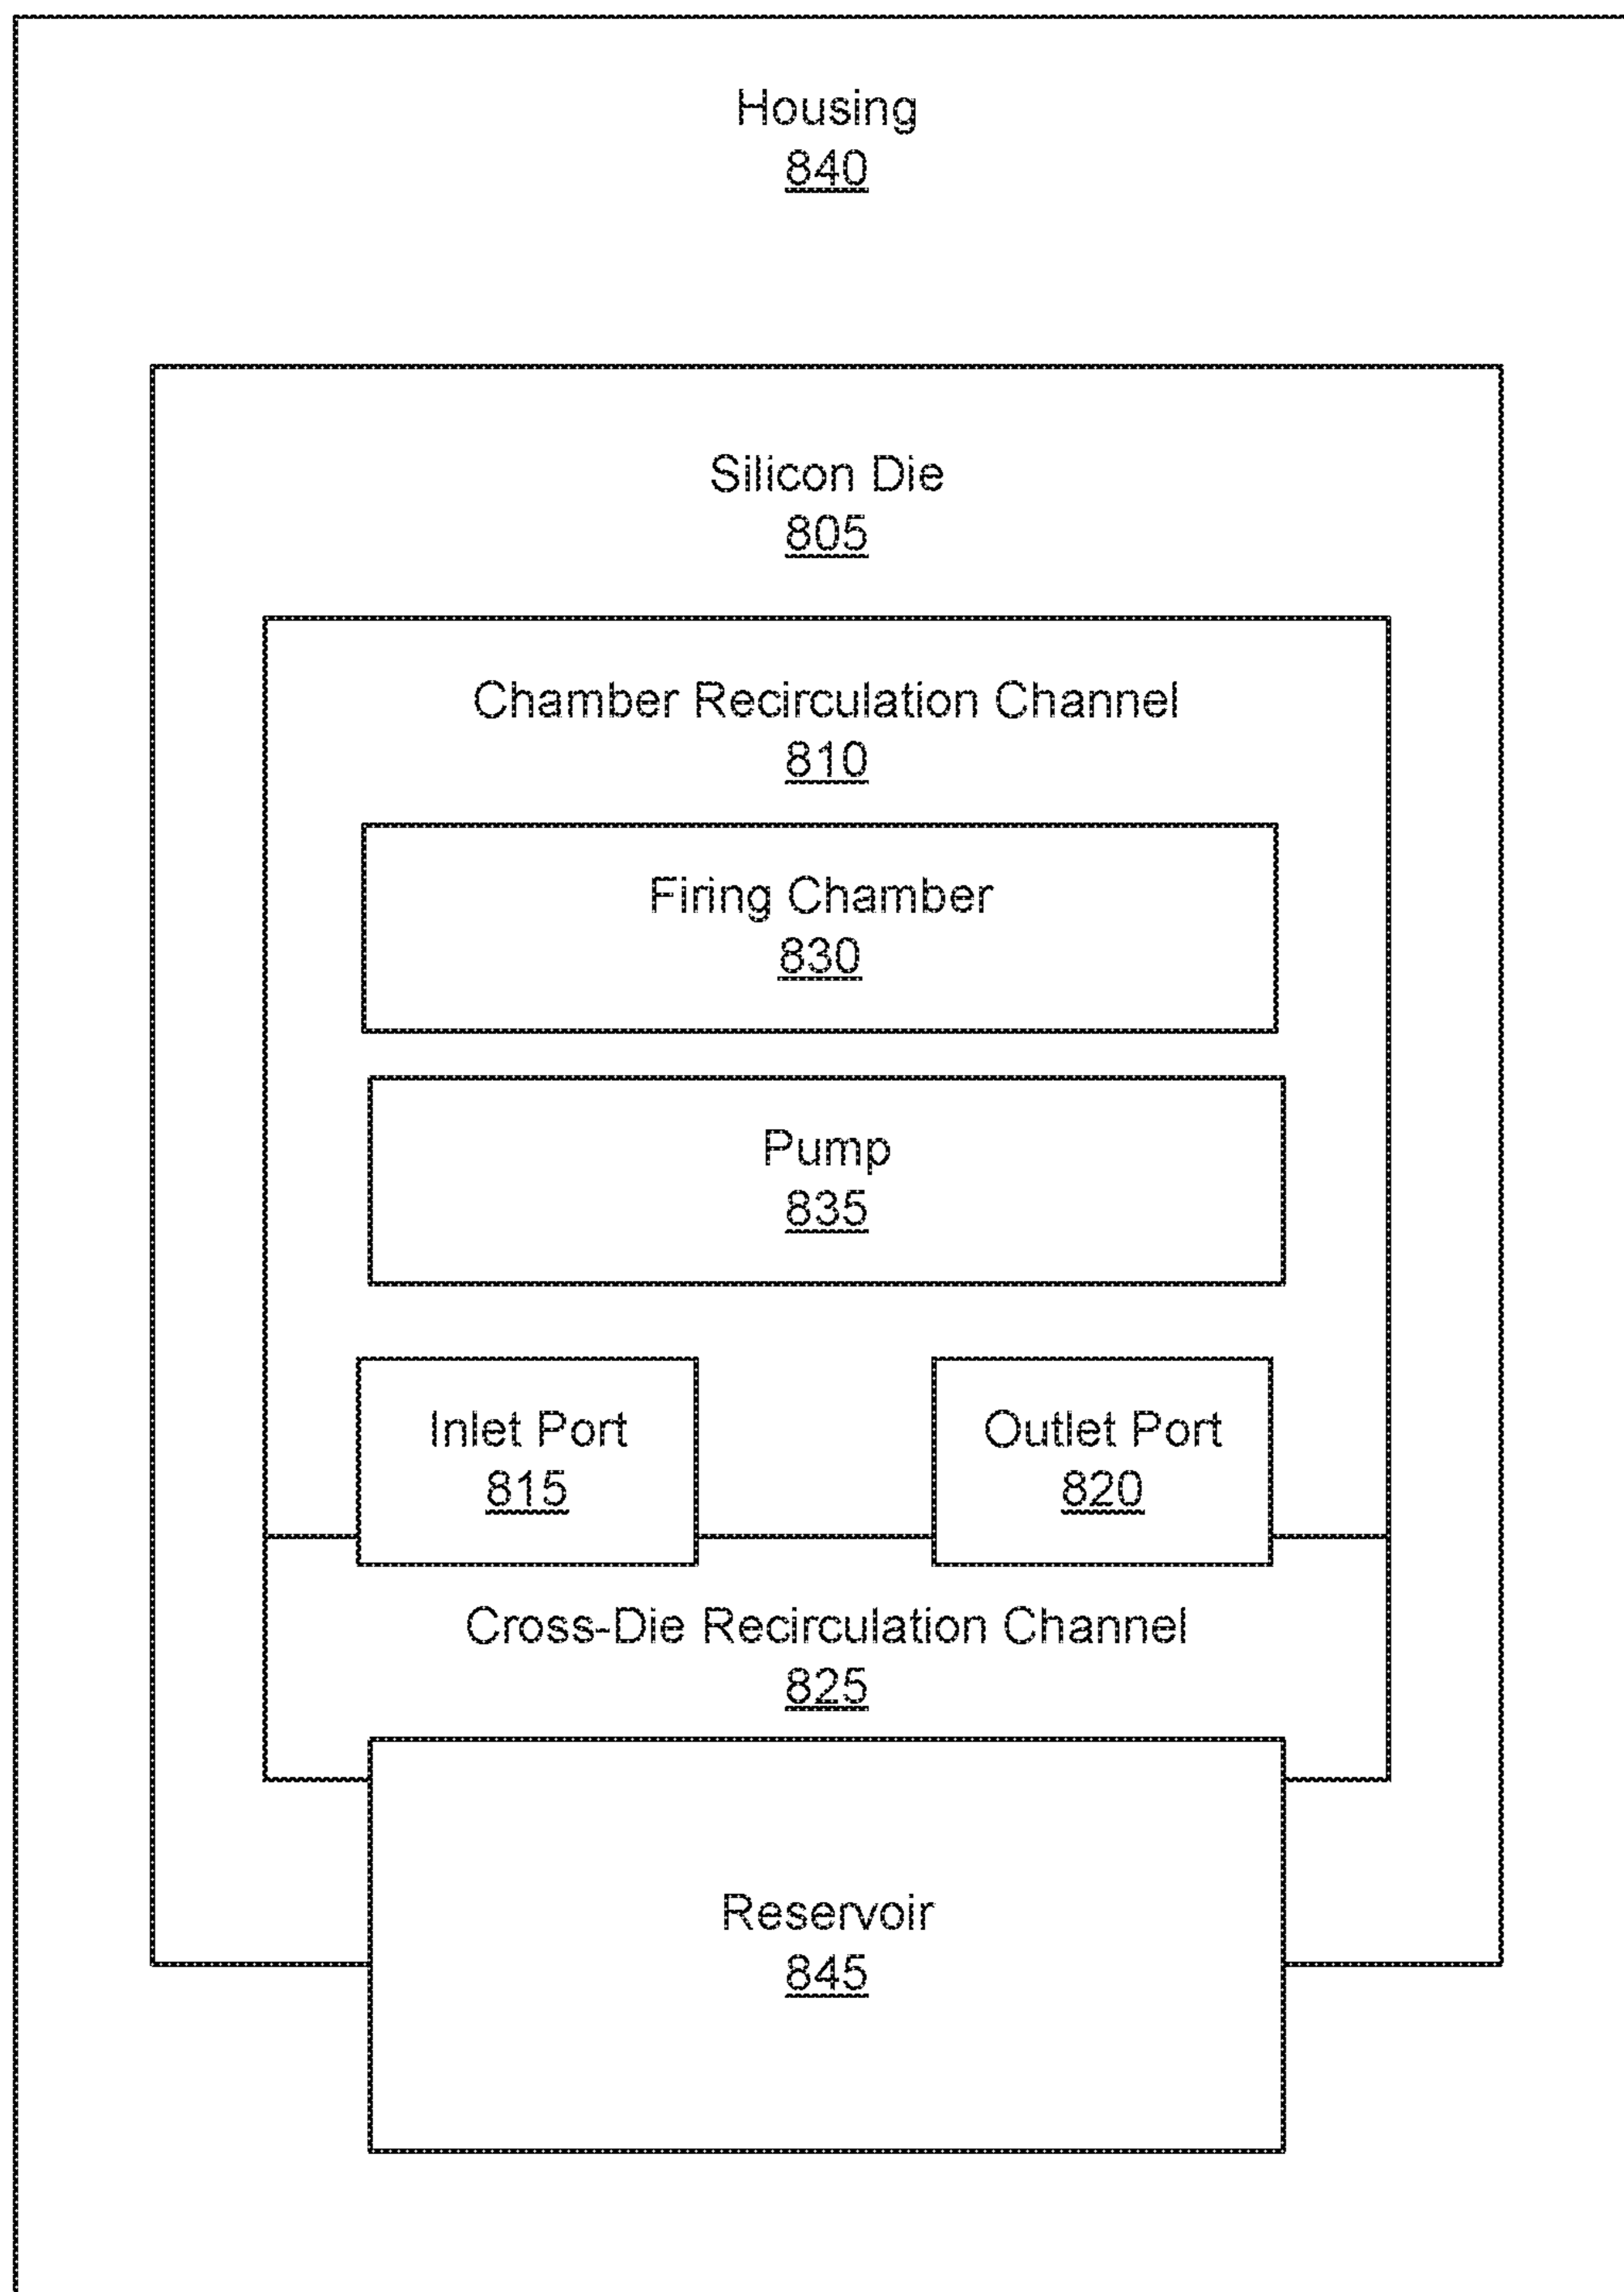 Housing
840
Silicon Die
805
Chamber Recirculation Channel
810
Firing Chamber
830
Pump
835
Inlet Port
815
Outlet Port
820
Cross-Die Recirculation Channel
825
Reservoir
845